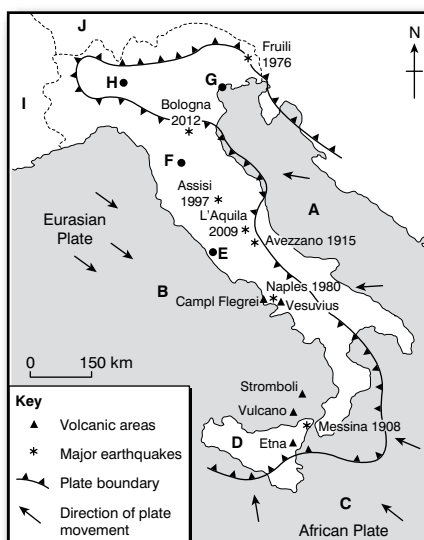 J
Fruili
1976
N
H
G
I
Bologna
2012
F
Assisi
1997
A
L'Aquila
2009
Eurasian
Plate
Avezzano 1915
E
B
Naples 1980
Campl Flegrei
Vesuvius
0 150 km
Stromboli
Key
Volcanic areas
Major earthquakes
Plate boundary
Direction of plate
movement
Vulcano
Messina 1908
D
Etna
C
African Plate